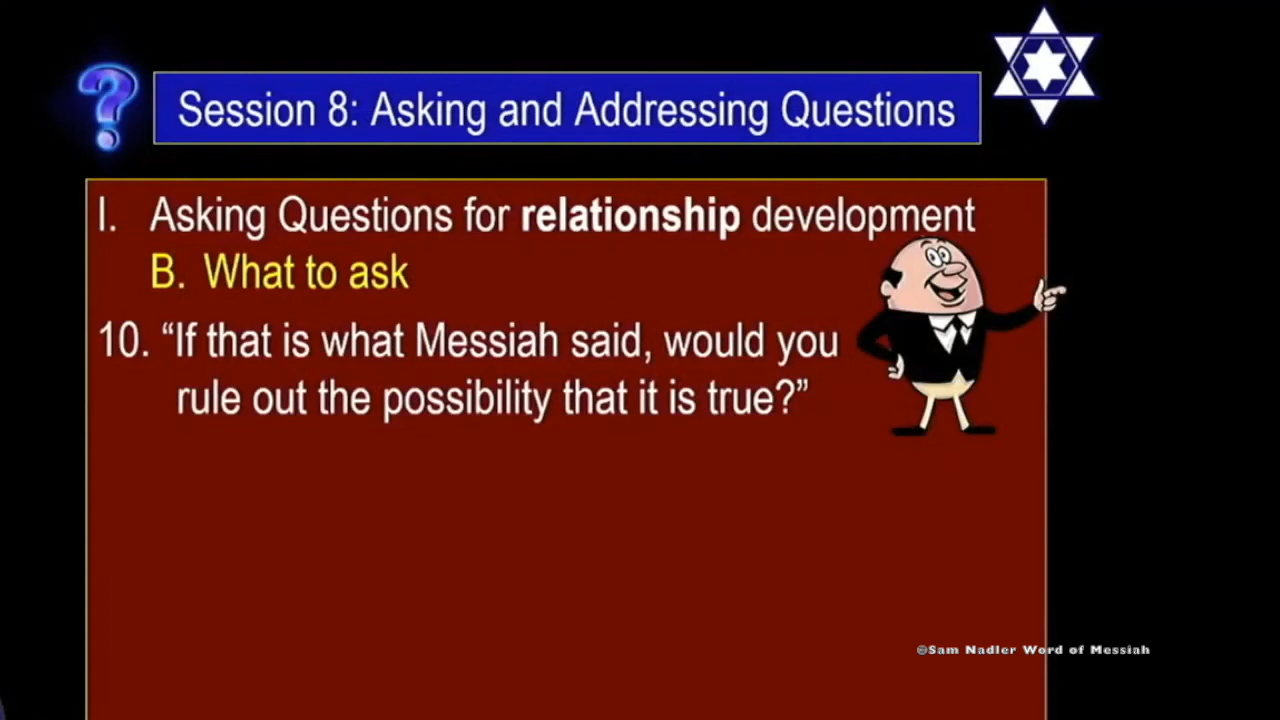 Session 8: Asking and Addressing Questions
I. Asking Questions for relationship development
B. What to ask
10. “If that is what Messiah said, would you
rule out the possibility that it is true?”
©Sam Nadler Word of Messiah